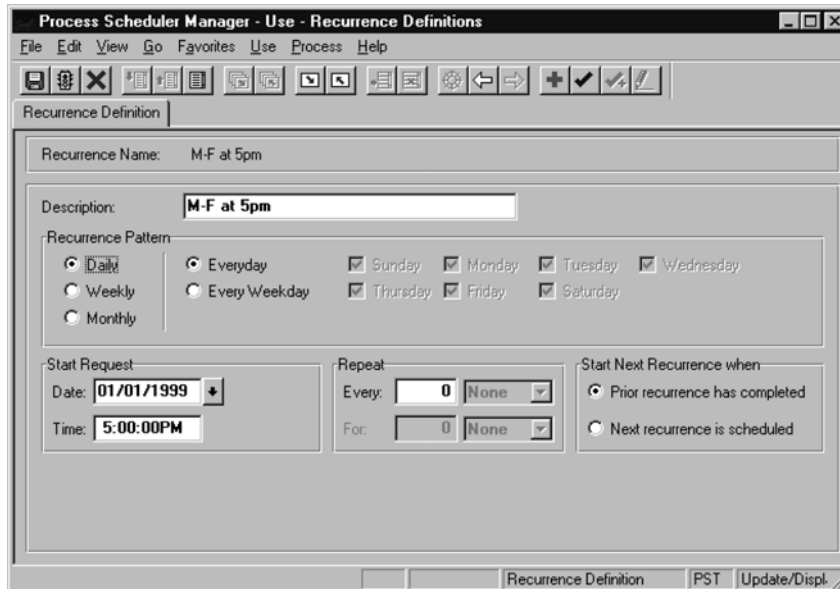 Process Scheduler Manager - Use - Recurrence Definitions
File Edit View Go Favorites Use Process Help
Recurrence Definition
Recurrence Name: M-F at 5pm
Description: M-F at 5pm
Recurrence Pattern
Daily Everyday Sunday Monday Tuesday Wednesday
Weekly Every Weekday Thursday Friday Saturday
Monthly
Start Request Repeat Start Next Recurrence when
Date: 01/01/1999 Every: 0 None Prior recurrence has completed
Time: 5:00:00PM For: 0 None Next recurrence is scheduled
Recurrence Definition PST Update/Displ